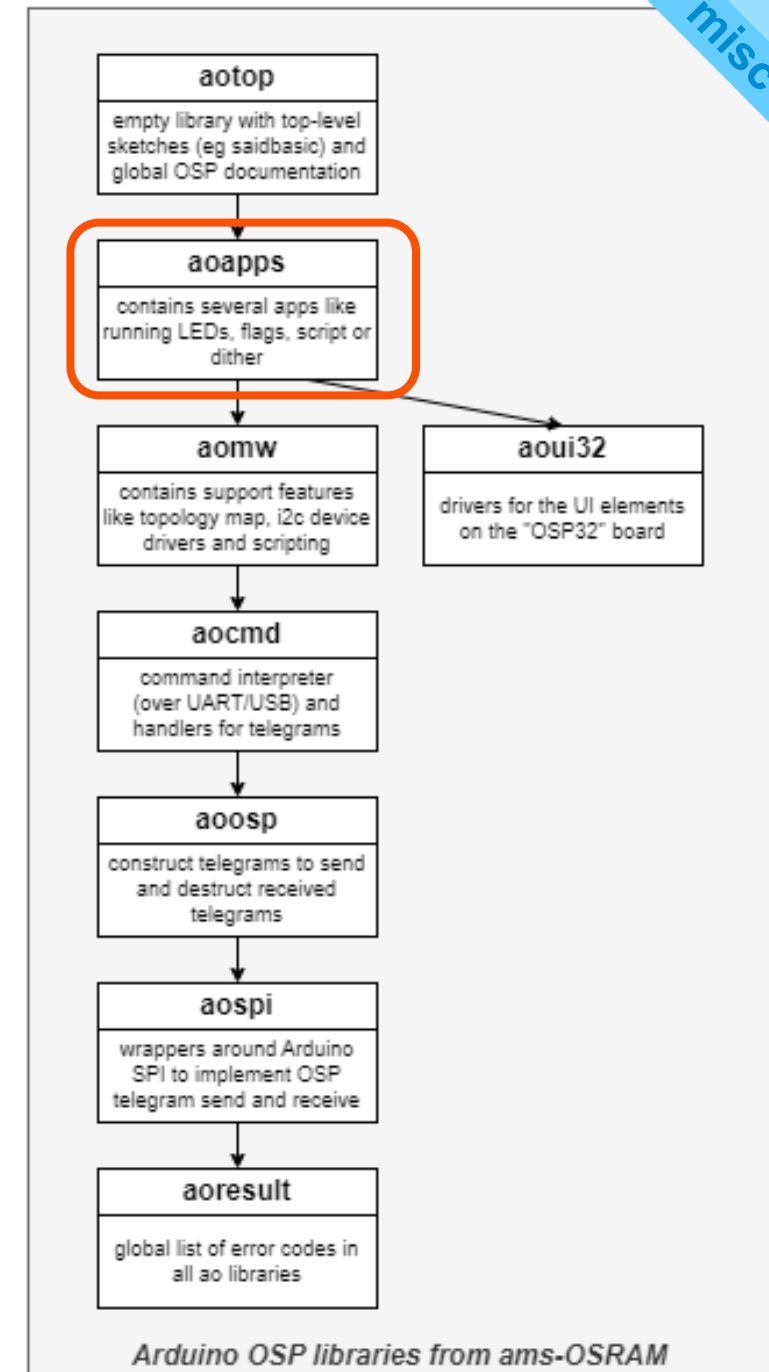 misc
aotop
empty library with top-level
sketches (eg saidbasic) and
global OSP documentation
aoapps
contains several apps like
running LEDs, flags, script or
dither
aomw
contains support features
like topology map, i2c device
drivers and scripting
aoui32
drivers for the UI elements
on the "OSP32" board
aocmd
command interpreter
(over UART/USB) and
handlers for telegrams
aoosp
construct telegrams to send
and destruct received
telegrams
aospi
wrappers around Arduino
SPI to implement OSP
telegram send and receive
aoresult
global list of error codes in
all ao libraries
Arduino OSP libraries from ams-OSRAM